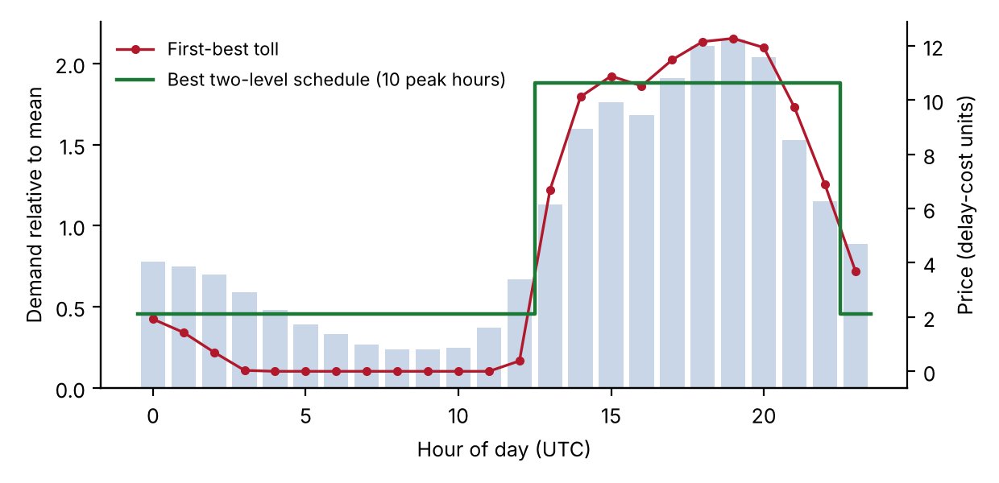 First-best toll
Best two-level schedule (10 peak hours)
Demand relative to mean
2.0
1.5
1.0
0.5
0.0
12
10
8
6
4
2
0
Price (delay-cost units)
0 5 10 15 20
Hour of day (UTC)